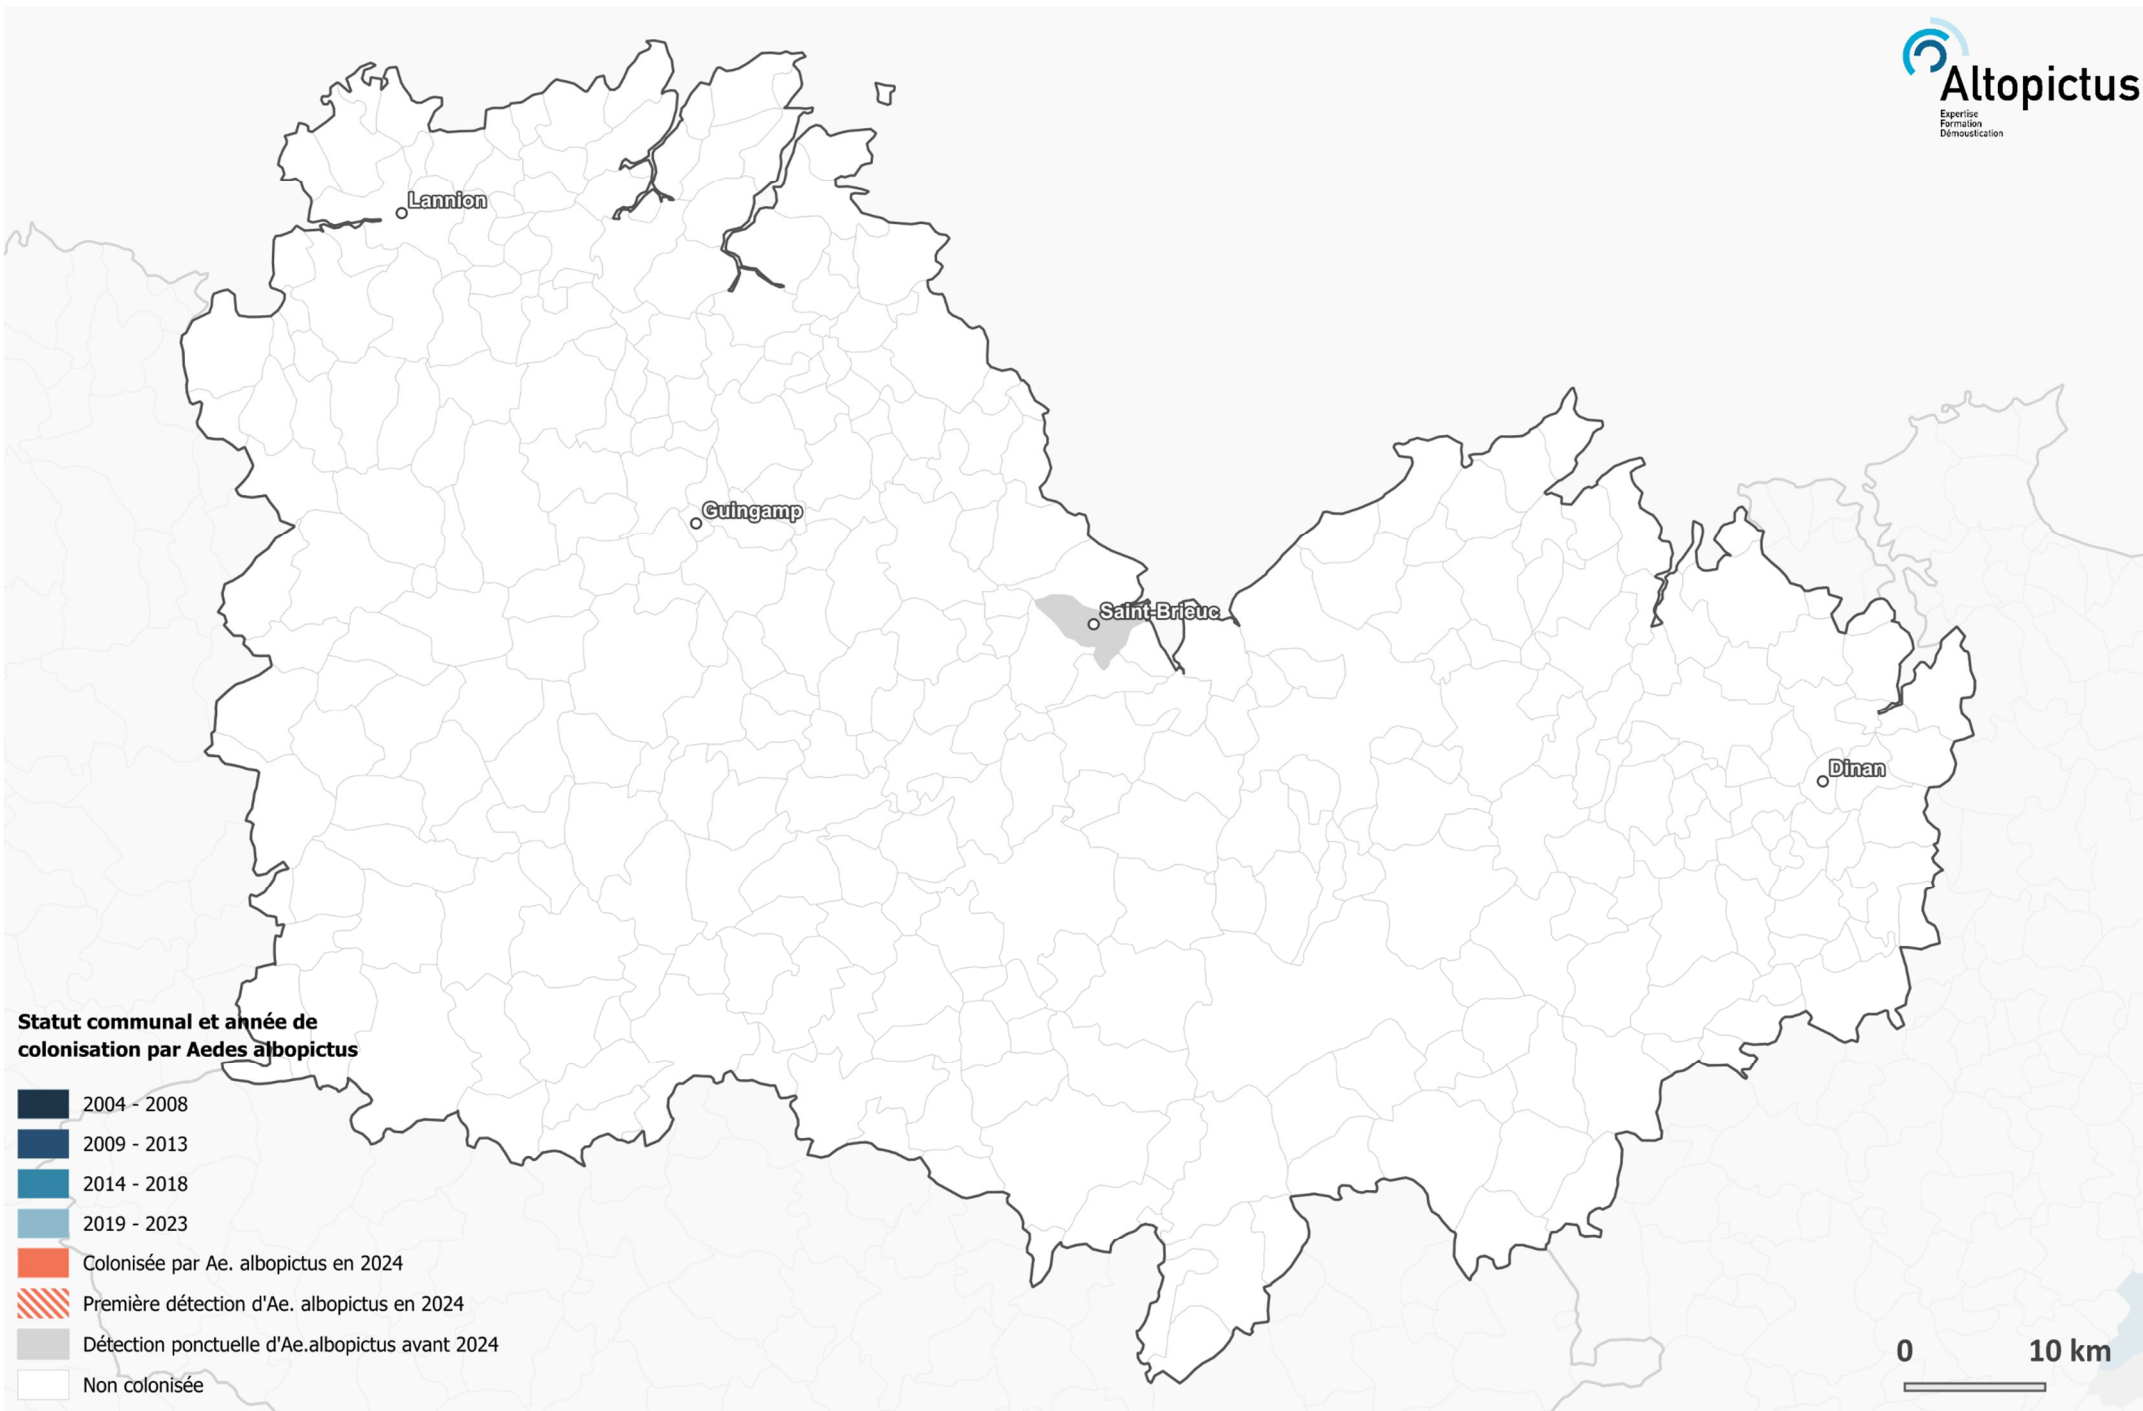 Altopictus
Expertise
Formation
Démoustication
Lannion
Guingamp
Saint-Brieuc
Dinan
Statut communal et année de
colonisation par Aedes albopictus
2004 - 2008
2009 - 2013
2014 - 2018
2019 - 2023
Colonisée par Ae. albopictus en 2024
Première détection d'Ae. albopictus en 2024
Détection ponctuelle d'Ae.albopictus avant 2024
Non colonisée
0 10 km